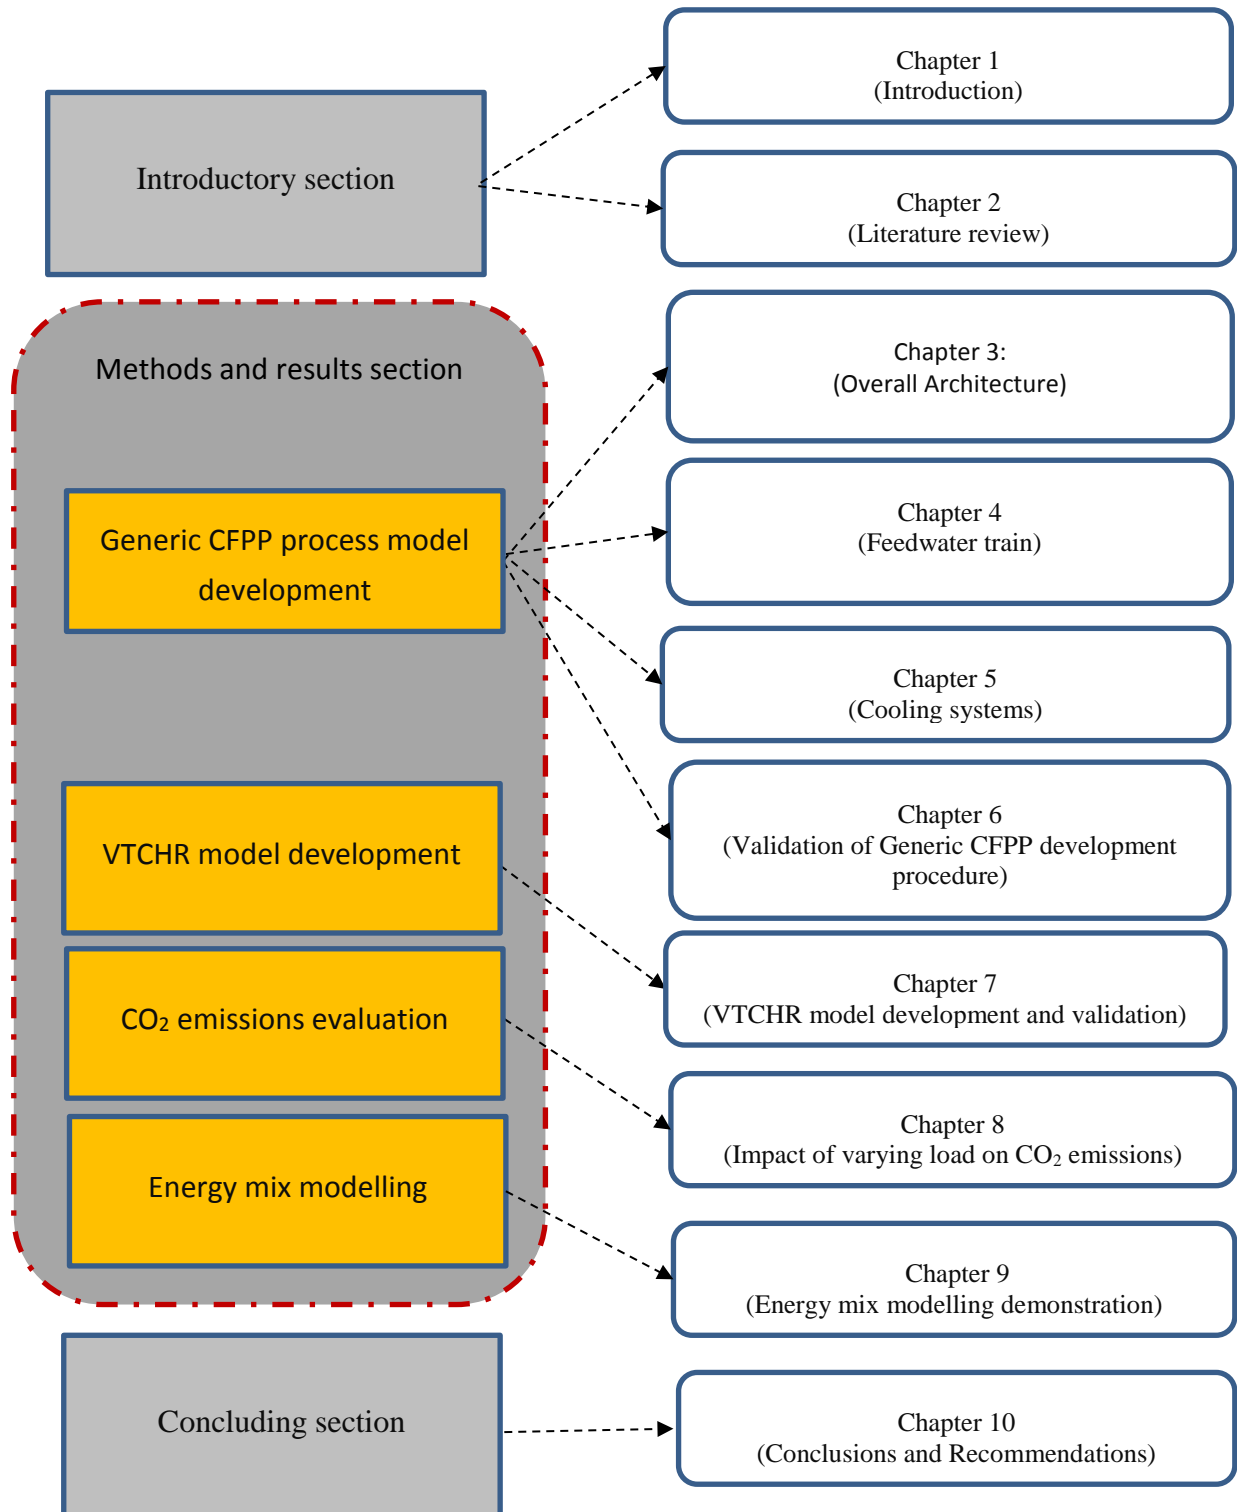 Introductory section
Chapter 1
(Introduction)
Chapter 2
(Literature review)
Methods and results section
Generic CFPP process model
development
Chapter 3:
(Overall Architecture)
Chapter 4
(Feedwater train)
Chapter 5
(Cooling systems)
Chapter 6
(Validation of Generic CFPP development
procedure)
VTCHR model development
Chapter 7
(VTCHR model development and validation)
CO₂ emissions evaluation
Chapter 8
(Impact of varying load on CO₂ emissions)
Energy mix modelling
Chapter 9
(Energy mix modelling demonstration)
Concluding section
Chapter 10
(Conclusions and Recommendations)